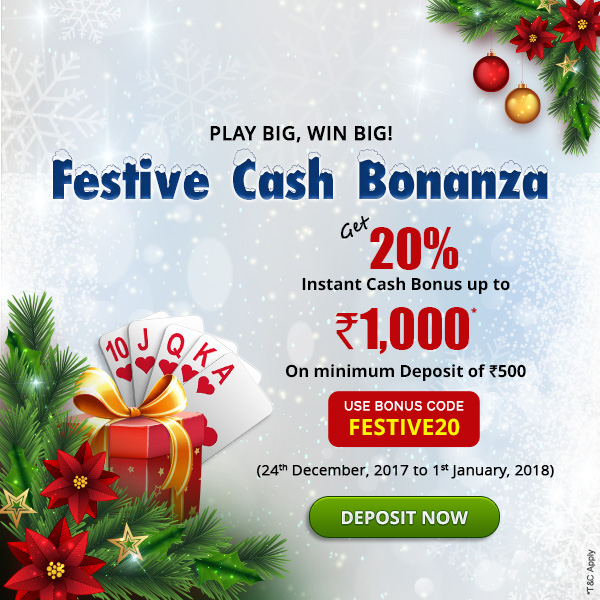 PLAY BIG, WIN BIG!
Festive Cash Bonanza
Get
20%
Instant Cash Bonus up to
₹1,000*
On minimum Deposit of ₹500
USE BONUS CODE
FESTIVE20
(24th December, 2017 to 1st January, 2018)
DEPOSIT NOW
10 J Q K A
*T&C Apply